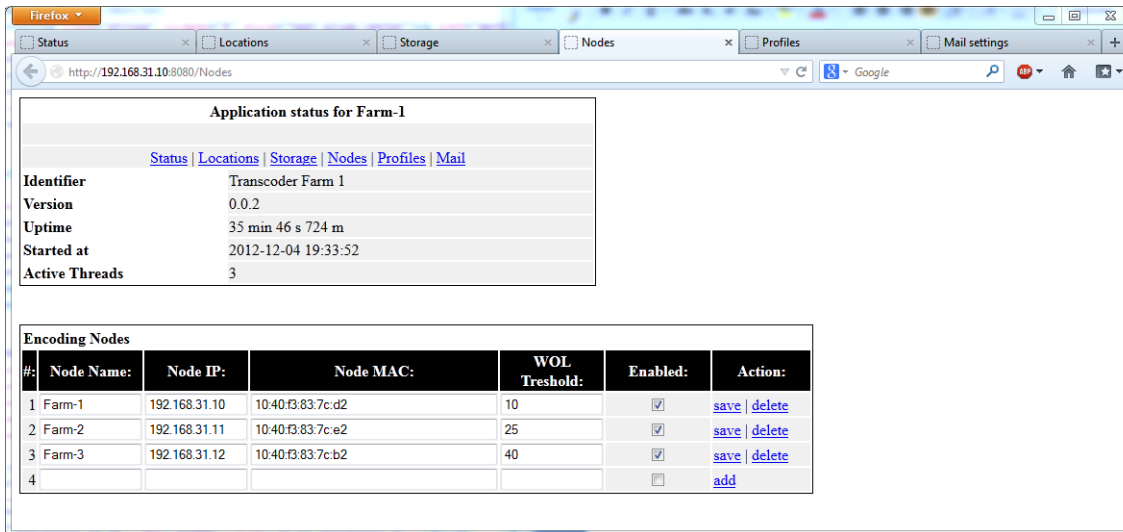 Firefox
Status Locations Storage Nodes Profiles Mail settings
http://192.168.31.10:8080/Nodes Google ABP
Application status for Farm-1
Status | Locations | Storage | Nodes | Profiles | Mail
Identifier Transcoder Farm 1
Version 0.0.2
Uptime 35 min 46 s 724 m
Started at 2012-12-04 19:33:52
Active Threads 3
Encoding Nodes
#: Node Name: Node IP: Node MAC: WOL Treshold: Enabled: Action:
1 Farm-1 192.168.31.10 10:40:f3:83:7c:d2 10 save | delete
2 Farm-2 192.168.31.11 10:40:f3:83:7c:e2 25 save | delete
3 Farm-3 192.168.31.12 10:40:f3:83:7c:b2 40 save | delete
4 add